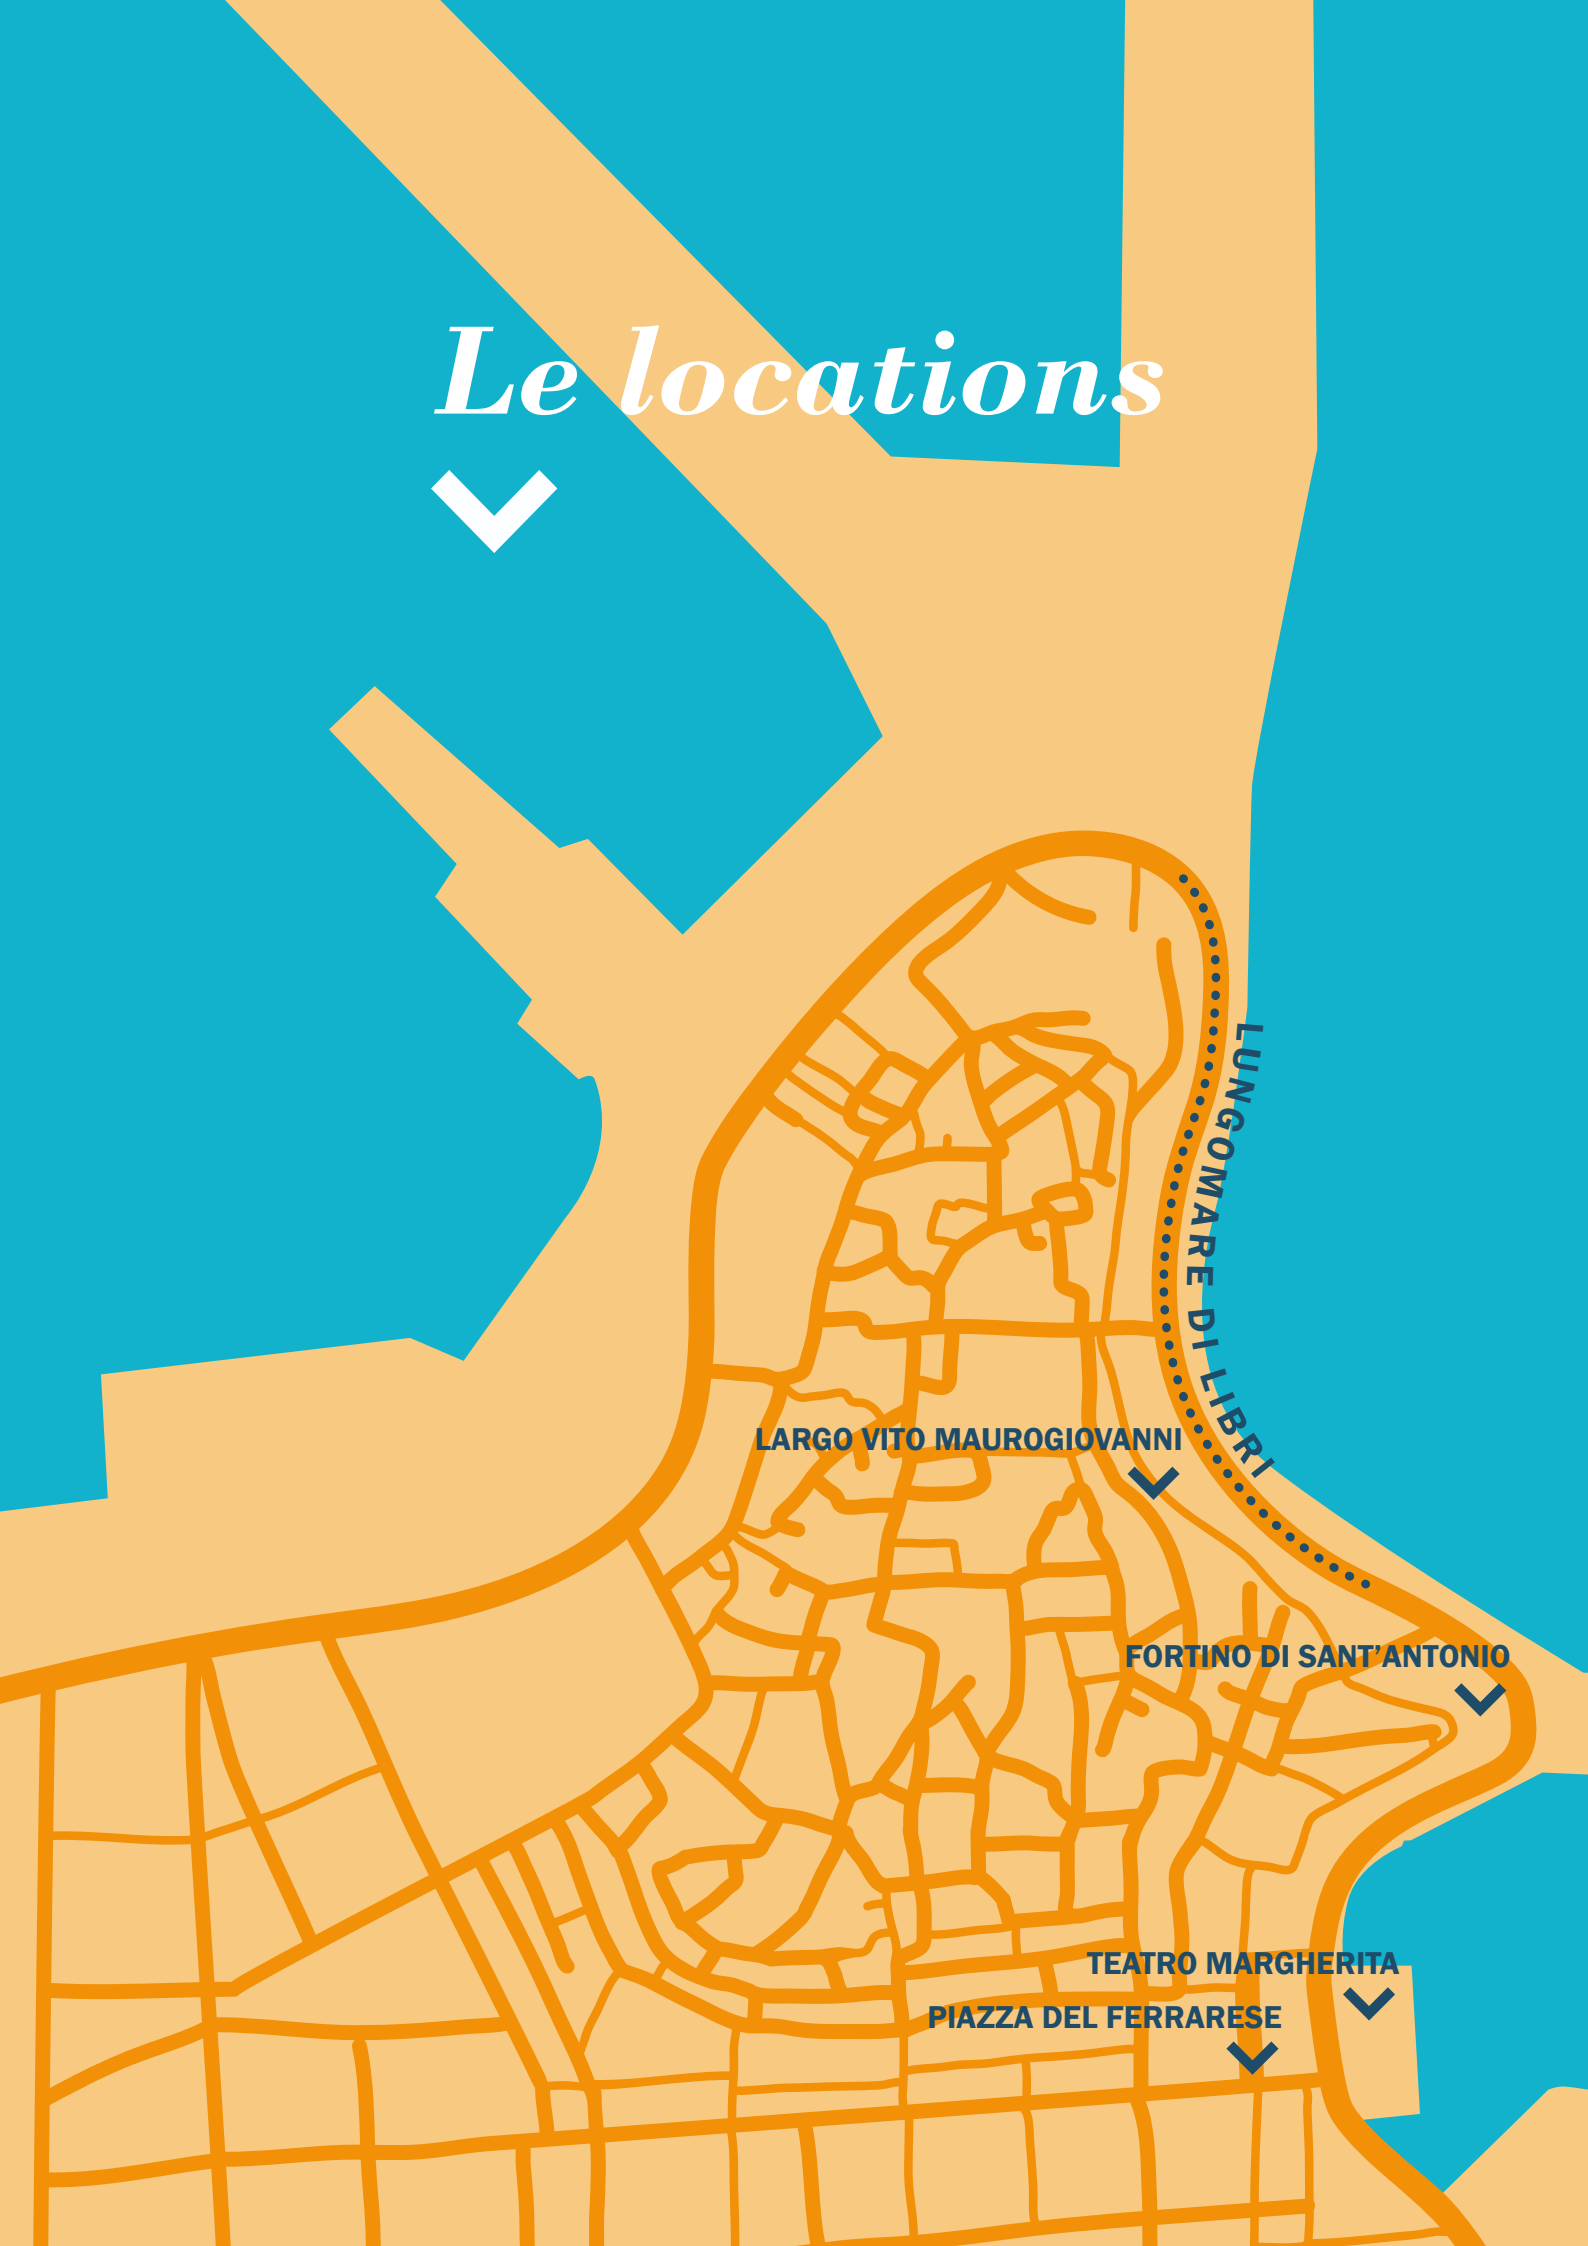 Le locations
LUNGOMARE DI LIBRI
LARGO VITO MAUROGIOVANNI
FORTINO DI SANT'ANTONIO
TEATRO MARGHERITA
PIAZZA DEL FERRARESE